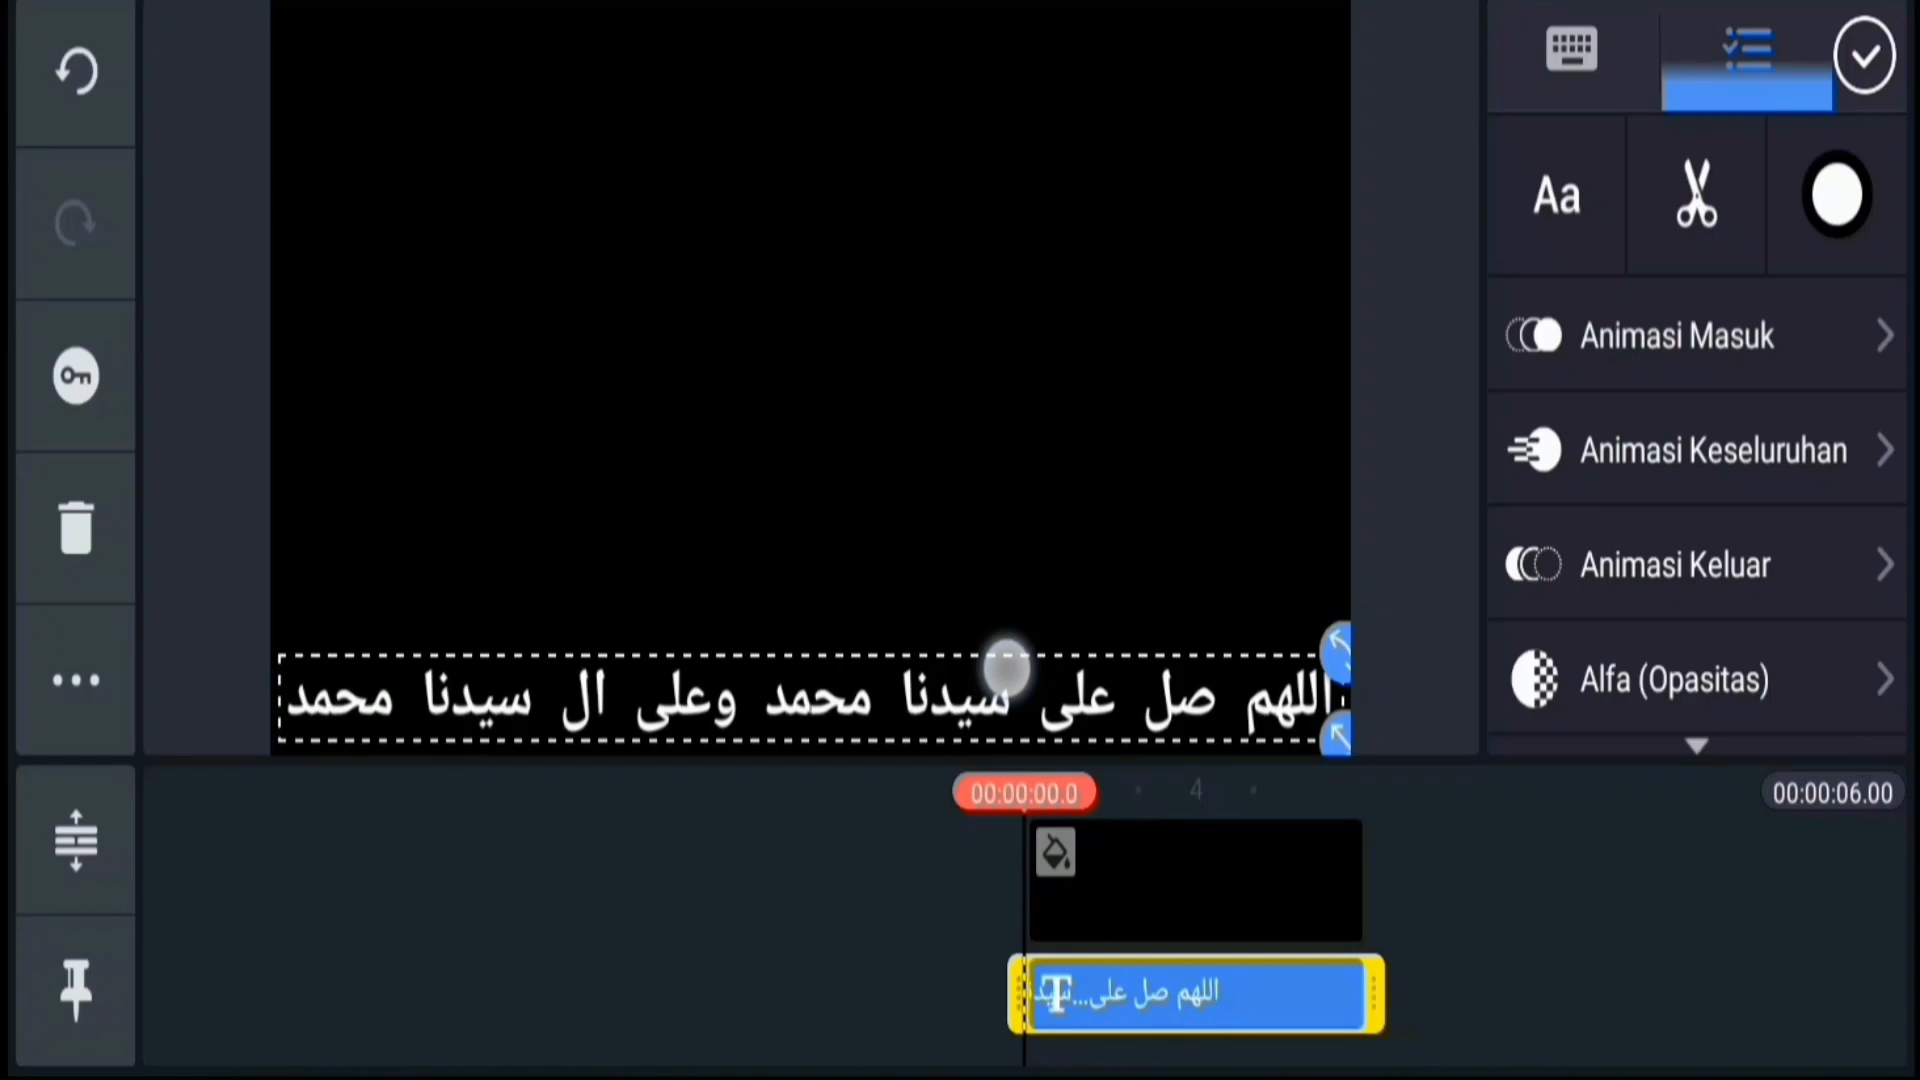 Aa
Animasi Masuk
Animasi Keseluruhan
Animasi Keluar
Alfa (Opasitas)
اللهم صل على سيدنا محمد وعلى ال سيدنا محمد
00:00:00.0
4
00:00:06.00
T
اللهم صل على...سيدن